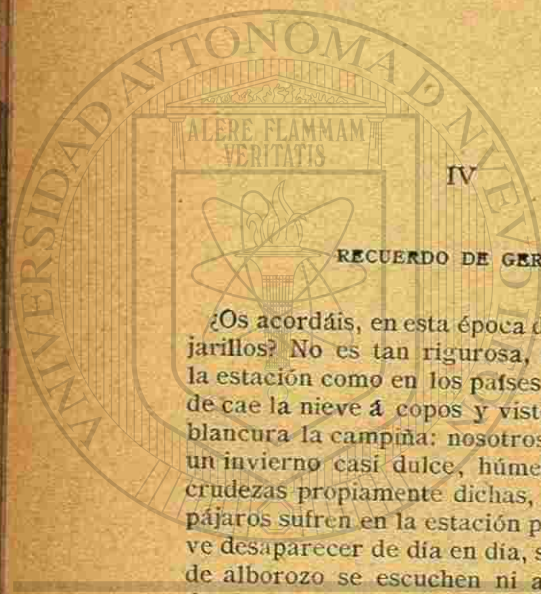 UNIVERSIDAD AVTONOMA D NUEVO
ALERE FLAMMAM
VERITATIS
IV
RECUERDO DE GER
¿Os acordáis, en esta época d
jarillos? No es tan rigurosa,
la estación como en los países
de cae la nieve á copos y vist
blancura la campiña: nosotros
un invierno casi dulce, húme
crudezas propiamente dichas,
pájaros sufren en la estación p
ve desaparecer de día en día, s
de alborozo se escuchen ni a